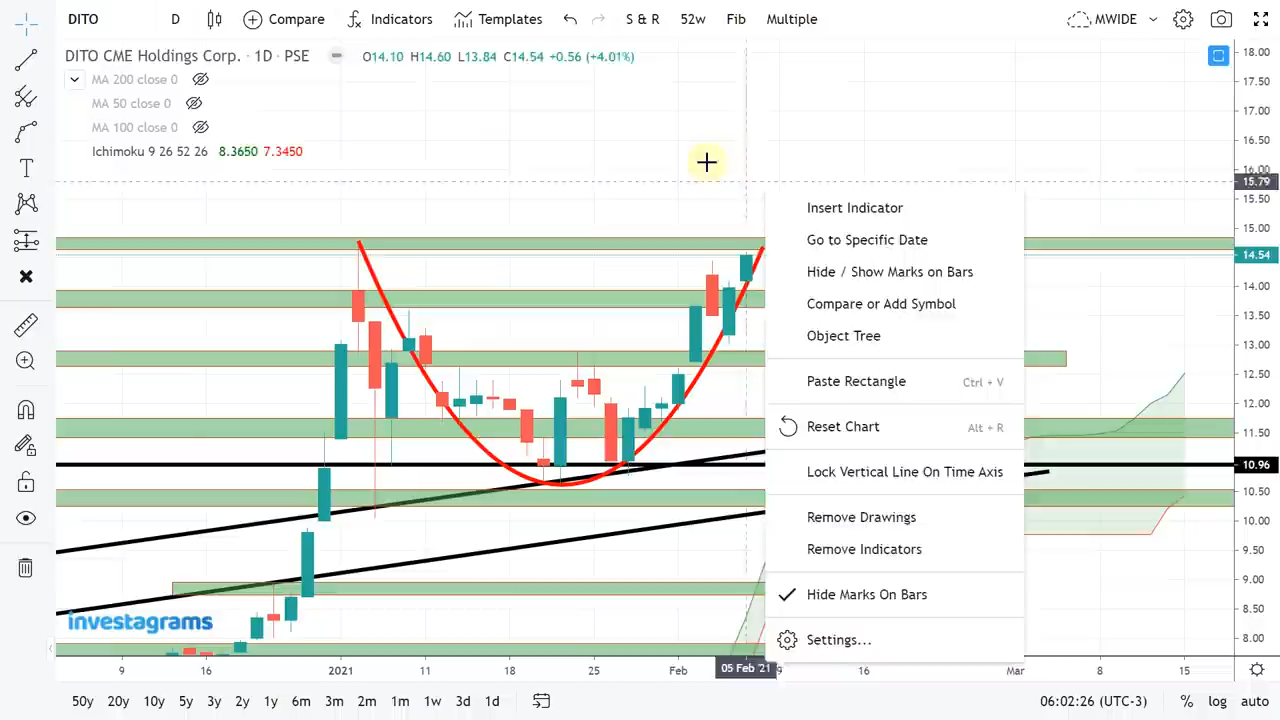 DITO D Compare Indicators Templates S & R 52w Fib Multiple MWIDE
DITO CME Holdings Corp. · 1D · PSE O14.10 H14.60 L13.84 C14.54 +0.56 (+4.01%)
MA 200 close 0
MA 50 close 0
MA 100 close 0
Ichimoku 9 26 52 26 8.3650 7.3450
18.00
17.50
17.00
16.50
16.00
15.79
15.50
15.00
14.54
14.00
13.50
13.00
12.50
12.00
11.50
10.96
10.50
10.00
9.50
9.00
8.50
8.00
Insert Indicator
Go to Specific Date
Hide / Show Marks on Bars
Compare or Add Symbol
Object Tree
Paste Rectangle Ctrl + V
Reset Chart Alt + R
Lock Vertical Line On Time Axis
Remove Drawings
Remove Indicators
Hide Marks On Bars
Settings...
investagrams
9 16 2021 11 18 25 Feb 05 Feb '21 9 16 Mar 8 15
50y 20y 10y 5y 3y 2y 1y 6m 3m 2m 1m 1w 3d 1d 06:02:26 (UTC-3) % log auto